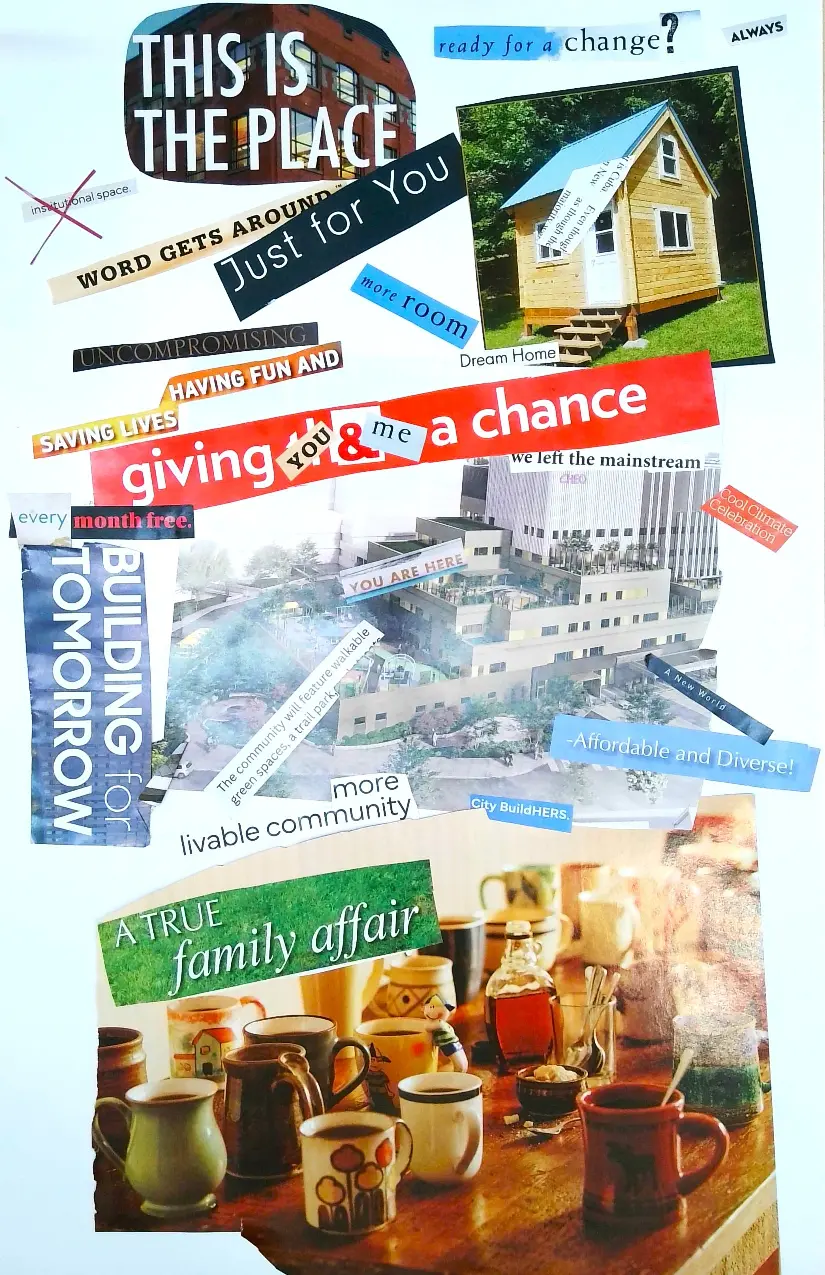 THIS IS
THE PLACE
ready for a change?
ALWAYS
institutional space.
WORD GETS AROUND™
Just for You
more room
Dream Home
UNCOMPROMISING
HAVING FUN AND
SAVING LIVES
giving
YOU
&
me
a chance
we left the mainstream
CREO
Cool Climate
Celebration
every month free.
BUILDING for
TOMORROW
YOU ARE HERE
The community will feature walkable
green spaces, a trail park,
A New World
-Affordable and Diverse!
more
livable community
City BuildHERS.
A TRUE
family affair